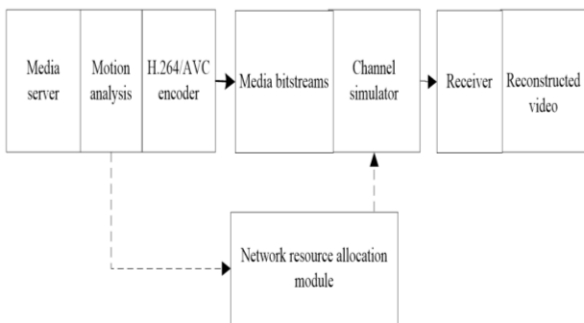 Media
server
Motion
analysis
H.264/AVC
encoder
Media bitstreams
Channel
simulator
Receiver
Reconstructed
video
Network resource allocation
module